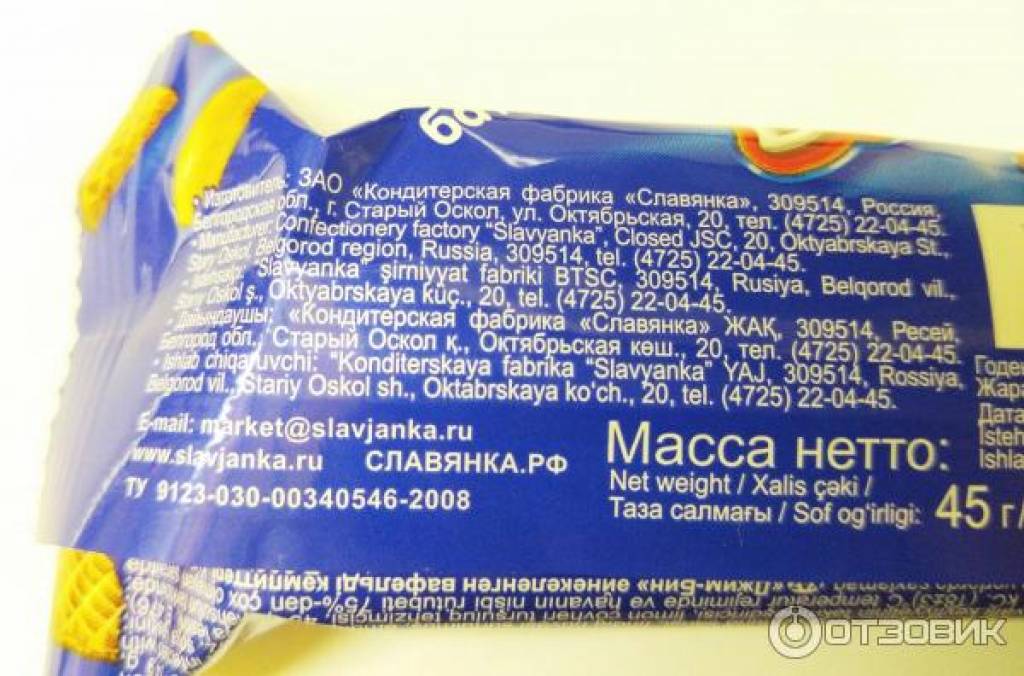 • Изготовитель: ЗАО «Кондитерская фабрика «Славянка», 309514, Россия,
Белгородская обл., г. Старый Оскол, ул. Октябрьская, 20, тел. (4725) 22-04-45.
• Manufacturer: Confectionery factory "Slavyanka", Closed JSC, 20, Oktyabrskaya St.,
Stary Oskol, Belgorod region, Russia, 309514, tel. (4725) 22-04-45.
"Slavyanka" şirniyyat fabriki BTSC, 309514, Rusiya, Belqorod vil.,
Stariy Oskol ş., Oktyabrskaya küç., 20, tel. (4725) 22-04-45.
• Дайындаушы: «Кондитерская фабрика «Славянка» ЖАҚ, 309514, Ресей,
Белгород обл., Старый Оскол қ., Октябрьская көш., 20, тел. (4725) 22-04-45.
• Ishlab chiqaruvchi: "Konditerskaya fabrika "Slavyanka" YAJ, 309514, Rossiya,
Belgorod vil., Stariy Oskol sh., Oktabrskaya ko'ch., 20, tel. (4725) 22-04-45.
E-mail: market@slavjanka.ru
www.slavjanka.ru СЛАВЯНКА.РФ
ТУ 9123-030-00340546-2008
Масса нетто:
Net weight / Xalis çəki /
Таза салмағы / Sof og'irligi: 45 г/
ОТЗОВИК